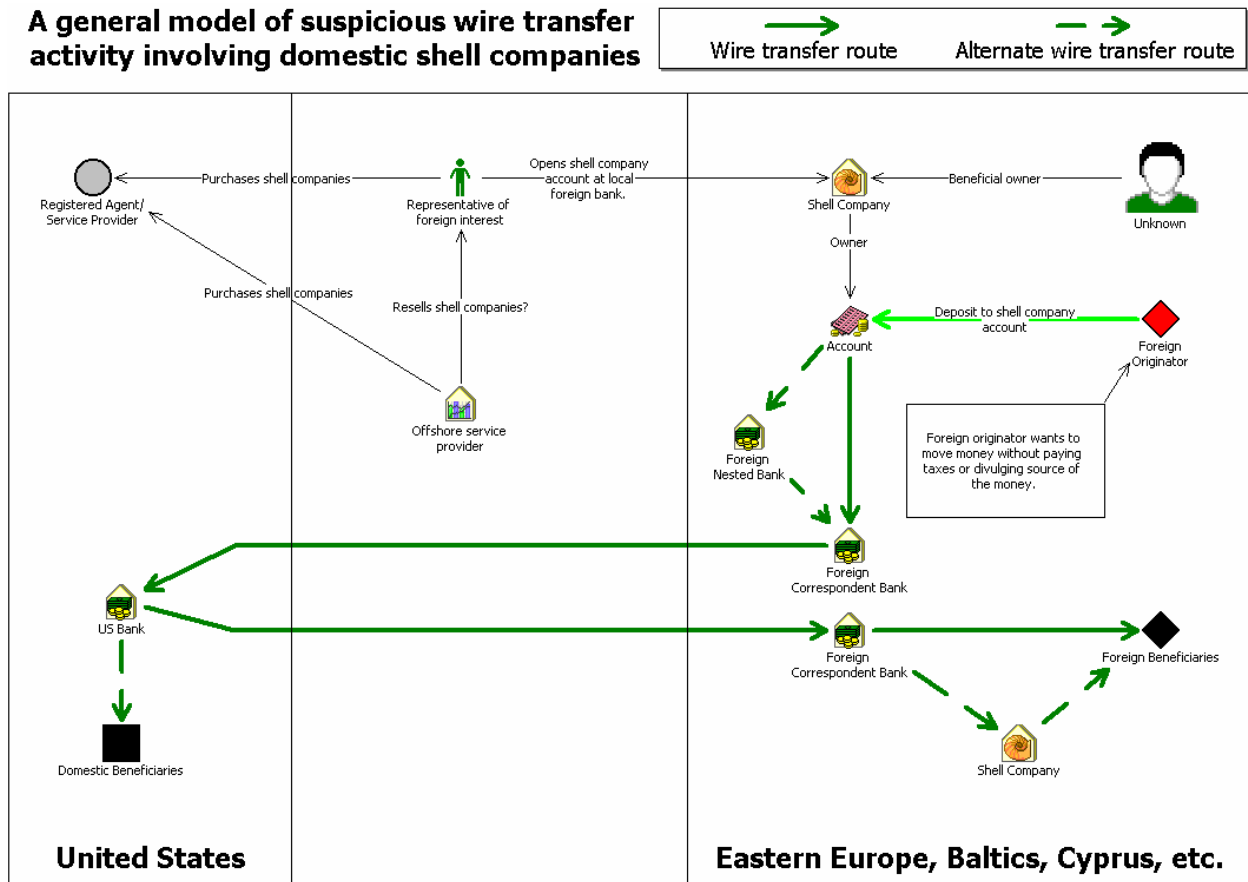 A general model of suspicious wire transfer
activity involving domestic shell companies
Wire transfer route
Alternate wire transfer route
Registered Agent/
Service Provider
Purchases shell companies
Representative of
foreign interest
Opens shell company
account at local
foreign bank.
Shell Company
Beneficial owner
Unknown
Owner
Purchases shell companies
Resells shell companies?
Account
Deposit to shell company
account
Foreign
Originator
Offshore service
provider
Foreign
Nested Bank
Foreign originator wants to
move money without paying
taxes or divulging source of
the money.
Foreign
Correspondent Bank
US Bank
Foreign
Correspondent Bank
Foreign Beneficiaries
Domestic Beneficiaries
Shell Company
United States
Eastern Europe, Baltics, Cyprus, etc.